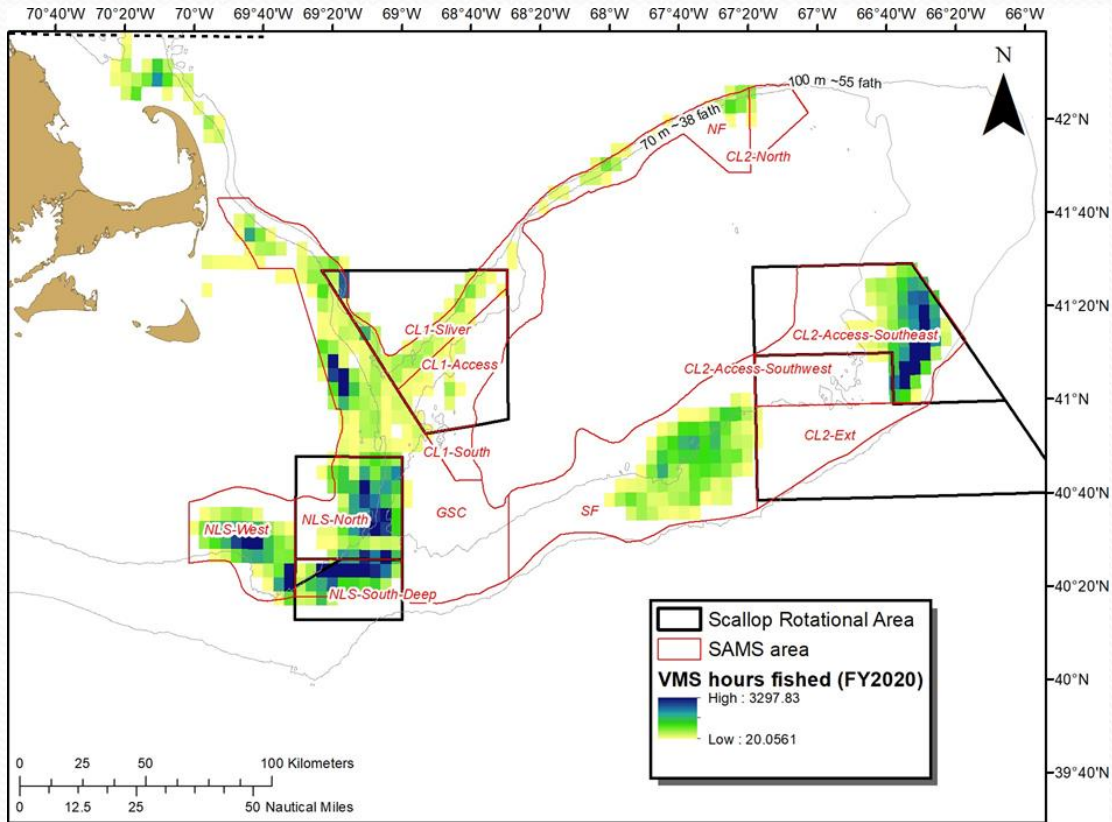 70°40'W 70°20'W 70°W 69°40'W 69°20'W 69°W 68°40'W 68°20'W 68°W 67°40'W 67°20'W 67°W 66°40'W 66°20'W 66°W
N
100 m ~55 fath
70 m ~38 fath
NF
CL2-North
42°N
41°40'N
CL1-Sliver
CL2-Access-Southeast
41°20'N
CL1-Access
CL2-Access-Southwest
41°N
CL2-Ext
CL1-South
40°40'N
NLS-West
NLS-North
GSC
SF
NLS-South-Deep
40°20'N
Scallop Rotational Area
SAMS area
VMS hours fished (FY2020)
High : 3297.83
Low : 20.0561
40°N
39°40'N
0 25 50 100 Kilometers
0 12.5 25 50 Nautical Miles